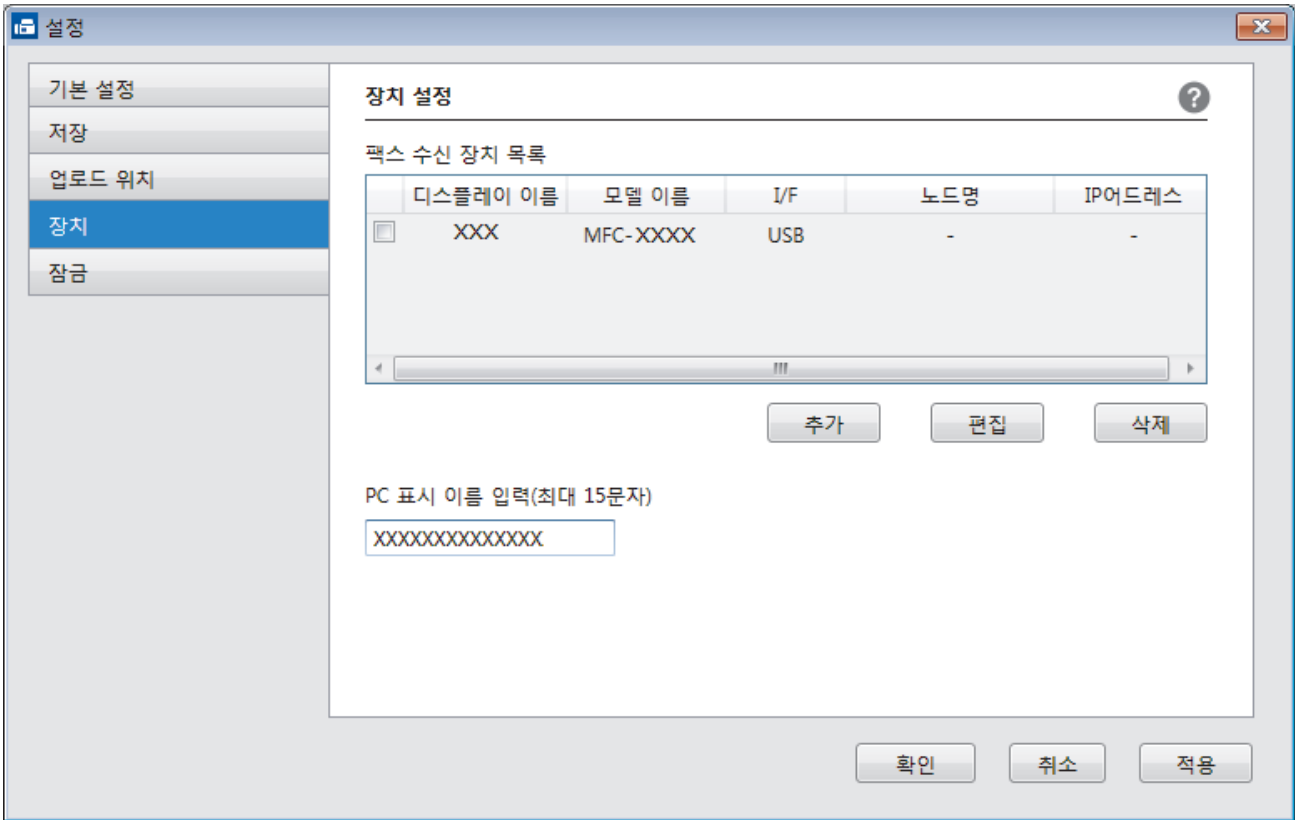 설정
기본 설정
저장
업로드 위치
장치
잠금
장치 설정
팩스 수신 장치 목록
디스플레이 이름 모델 이름 I/F 노드명 IP어드레스
XXX MFC-XXXX USB - -
추가 편집 삭제
PC 표시 이름 입력(최대 15문자)
XXXXXXXXXXXXXX
확인 취소 적용